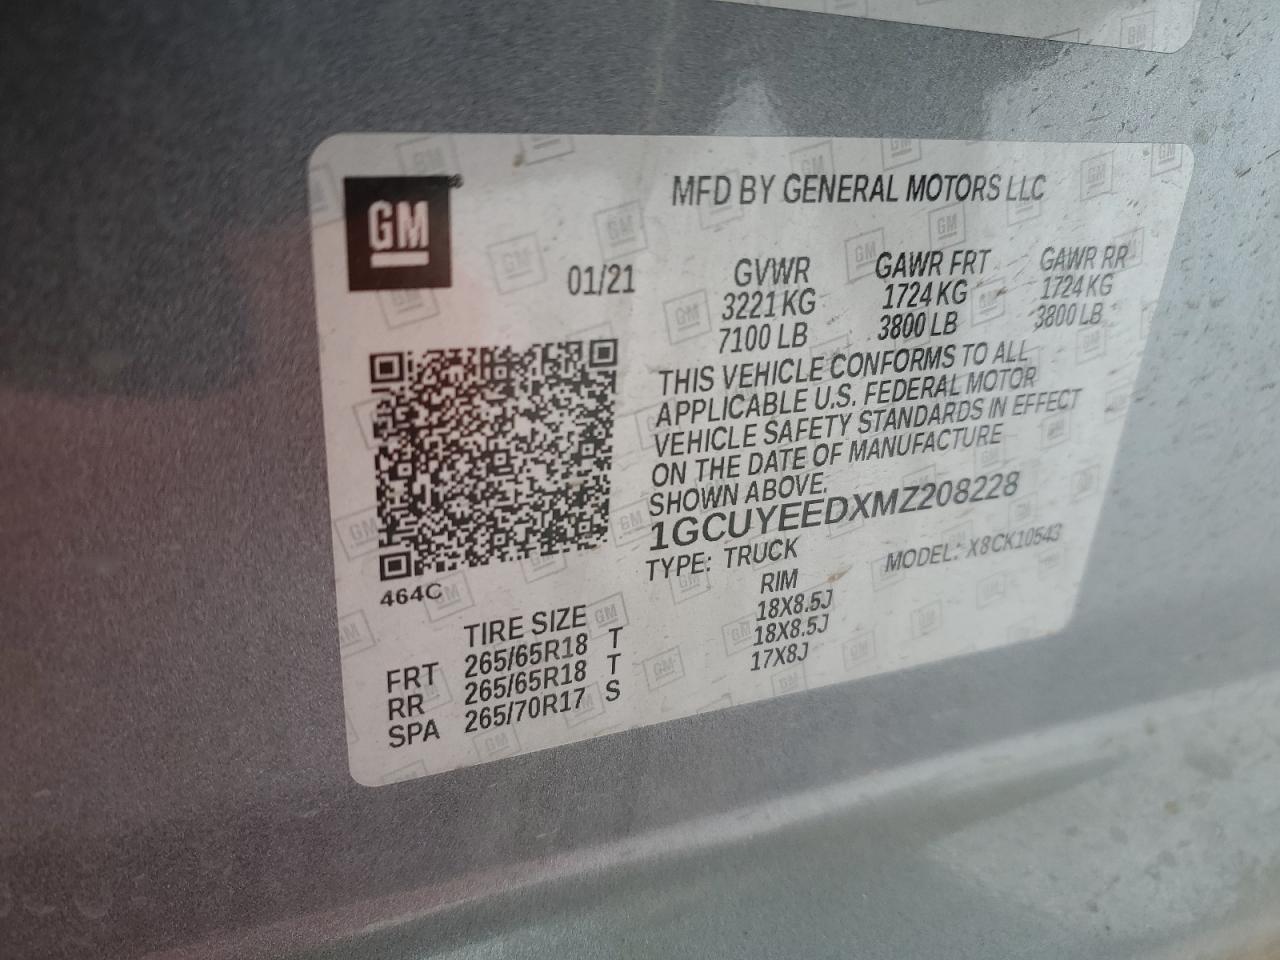 GM
MFD BY GENERAL MOTORS LLC
01/21
GVWR GAWR FRT GAWR RR
3221 KG 1724 KG 1724 KG
7100 LB 3800 LB 3800 LB
THIS VEHICLE CONFORMS TO ALL
APPLICABLE U.S. FEDERAL MOTOR
VEHICLE SAFETY STANDARDS IN EFFECT
ON THE DATE OF MANUFACTURE
SHOWN ABOVE.
1GCUYEEDXMZ208228
TYPE: TRUCK MODEL: X8CK10543
464C
TIRE SIZE RIM
FRT 265/65R18 T 18X8.5J
RR 265/65R18 T 18X8.5J
SPA 265/70R17 S 17X8J